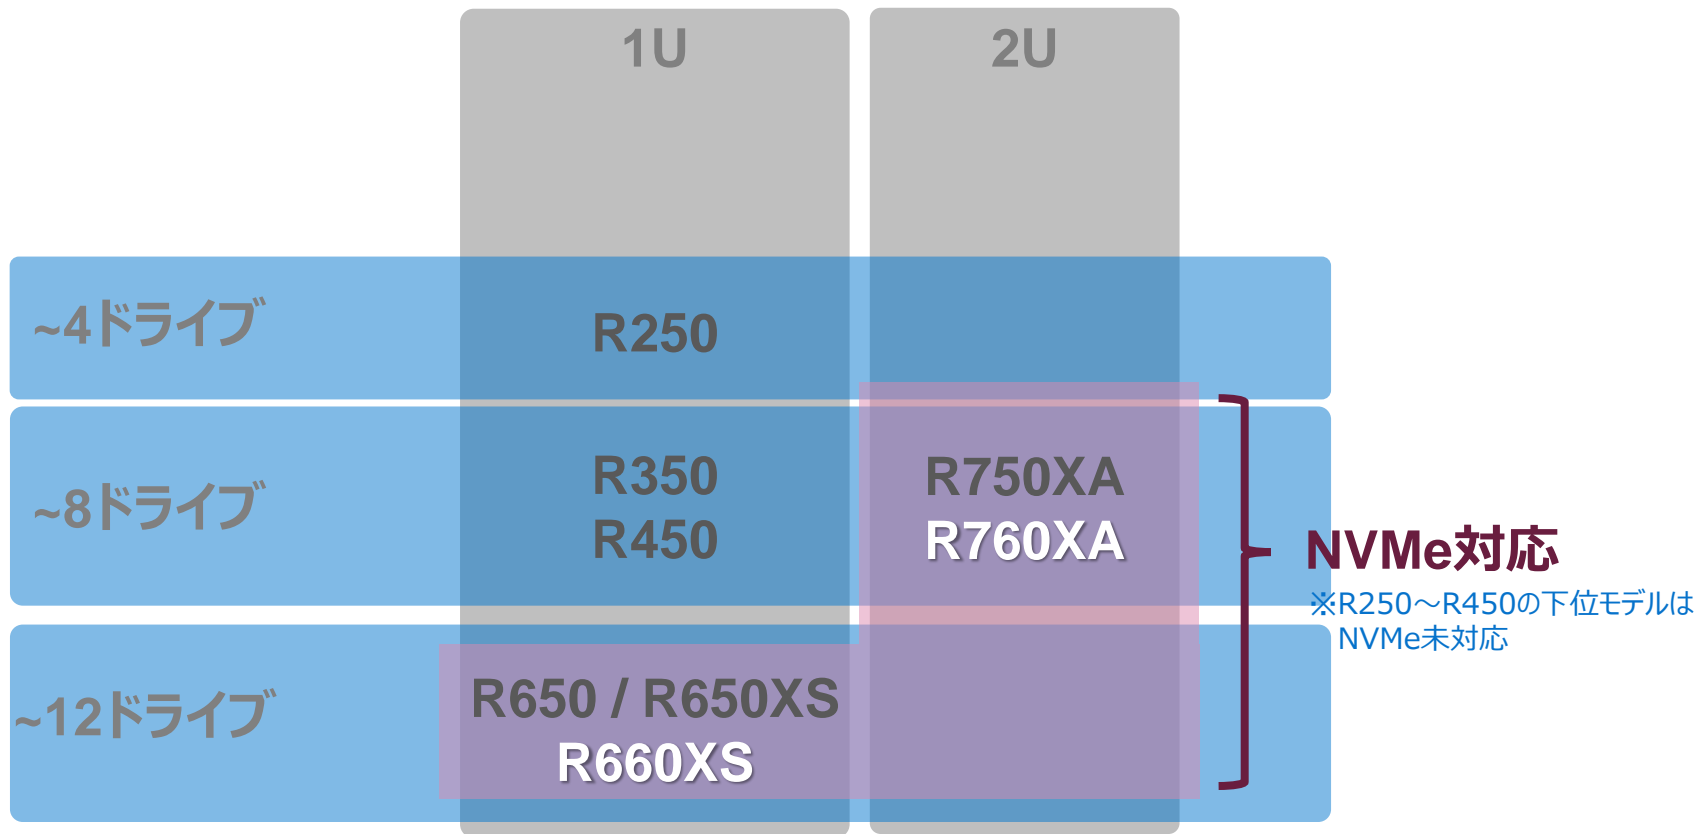 1U
2U
~4ドライブ
R250
~8ドライブ
R350
R450
R750XA
R760XA
NVMe対応
※R250～R450の下位モデルは
NVMe未対応
~12ドライブ
R650 / R650XS
R660XS